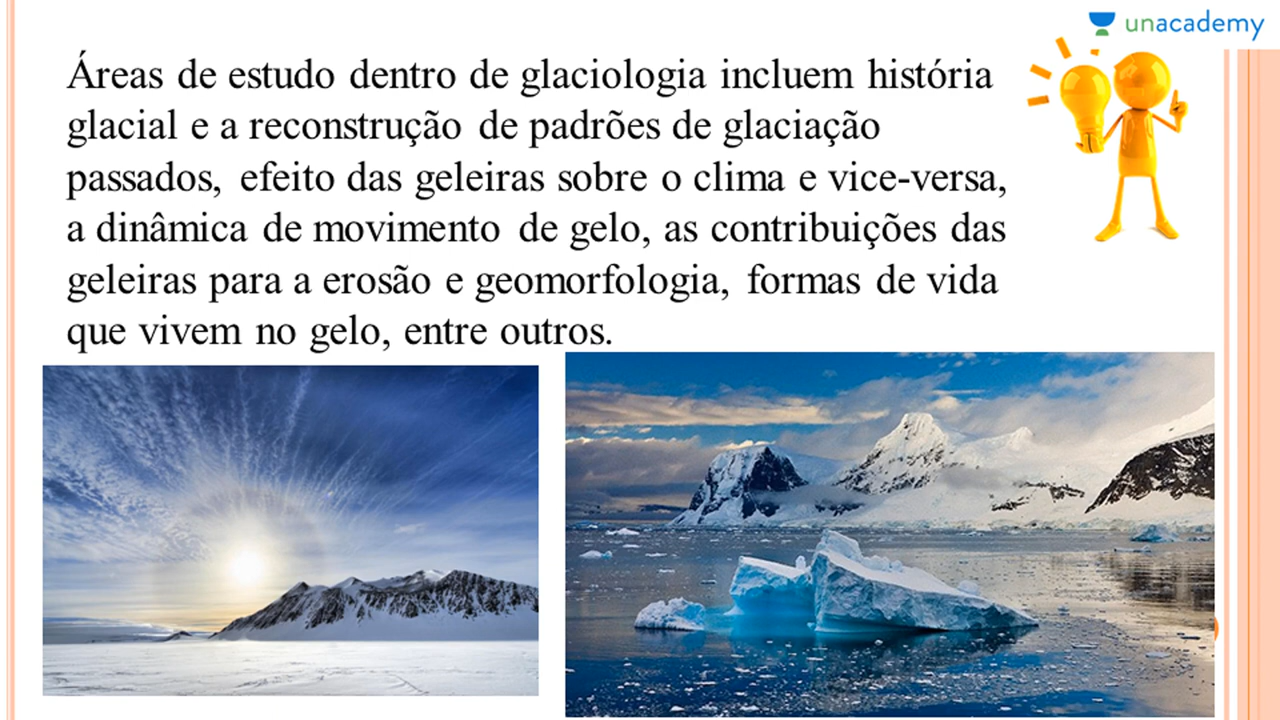 unacademy
Áreas de estudo dentro de glaciologia incluem história
glacial e a reconstrução de padrões de glaciação
passados, efeito das geleiras sobre o clima e vice-versa,
a dinâmica de movimento de gelo, as contribuições das
geleiras para a erosão e geomorfologia, formas de vida
que vivem no gelo, entre outros.